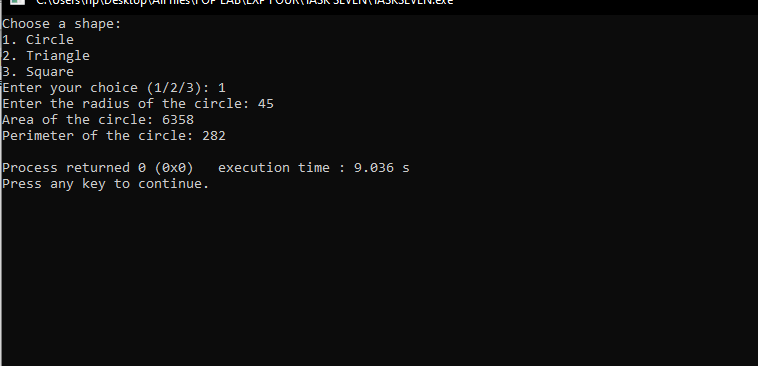 C:\Users\hp\Desktop\All files\FOP LAB\EXP FOUR\TASK SEVEN\TASKSEVEN.exe
Choose a shape:
1. Circle
2. Triangle
3. Square
Enter your choice (1/2/3): 1
Enter the radius of the circle: 45
Area of the circle: 6358
Perimeter of the circle: 282
Process returned 0 (0x0)   execution time : 9.036 s
Press any key to continue.